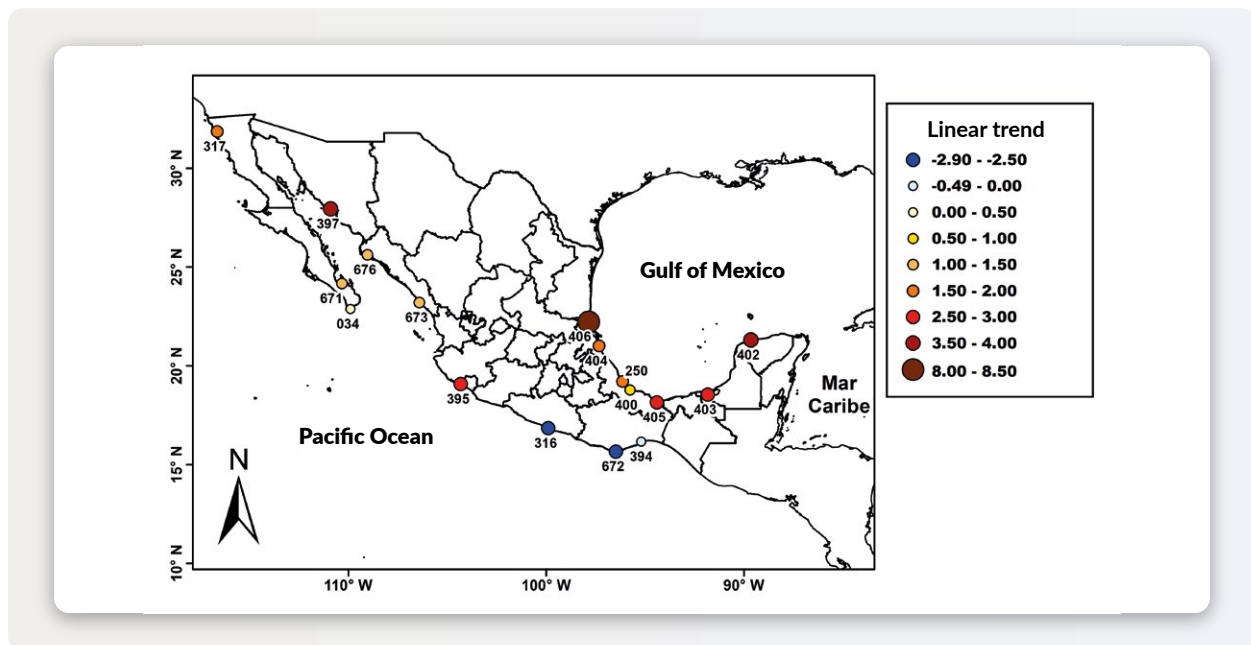 Linear trend
-2.90 - -2.50
-0.49 - 0.00
0.00 - 0.50
0.50 - 1.00
1.00 - 1.50
1.50 - 2.00
2.50 - 3.00
3.50 - 4.00
8.00 - 8.50
30° N
25° N
20° N
15° N
10° N
110° W
100° W
90° W
317
397
676
671
034
673
Gulf of Mexico
406
404
250
400
405
403
402
395
316
672
394
Mar
Caribe
Pacific Ocean
N